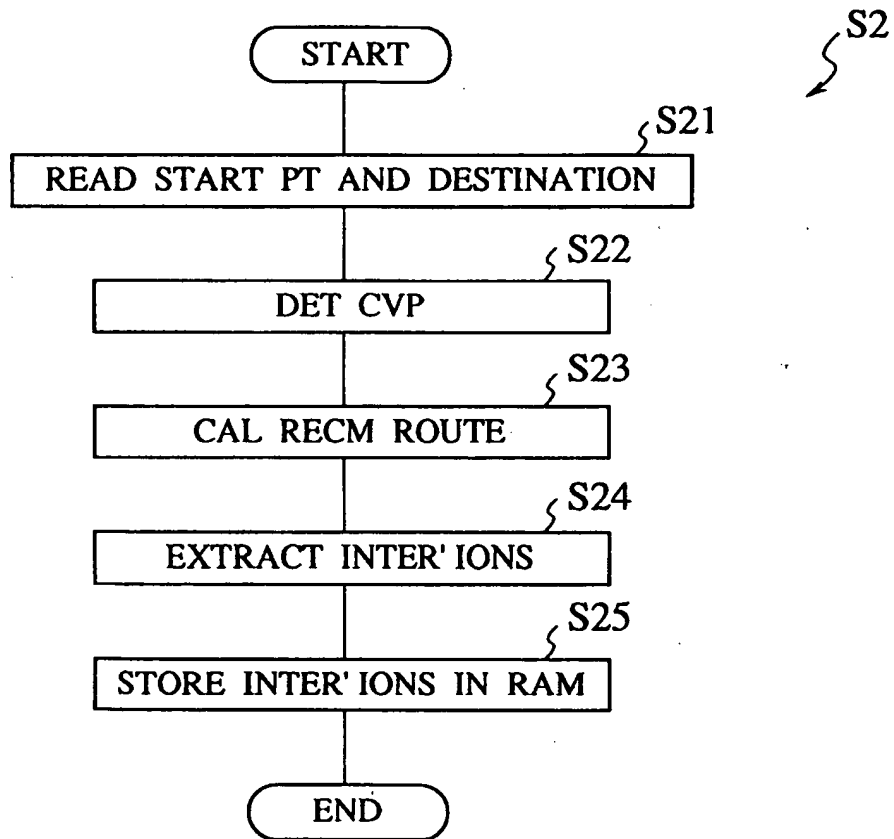 S2
START
S21
READ START PT AND DESTINATION
S22
DET CVP
S23
CAL RECM ROUTE
S24
EXTRACT INTER'IONS
S25
STORE INTER'IONS IN RAM
END